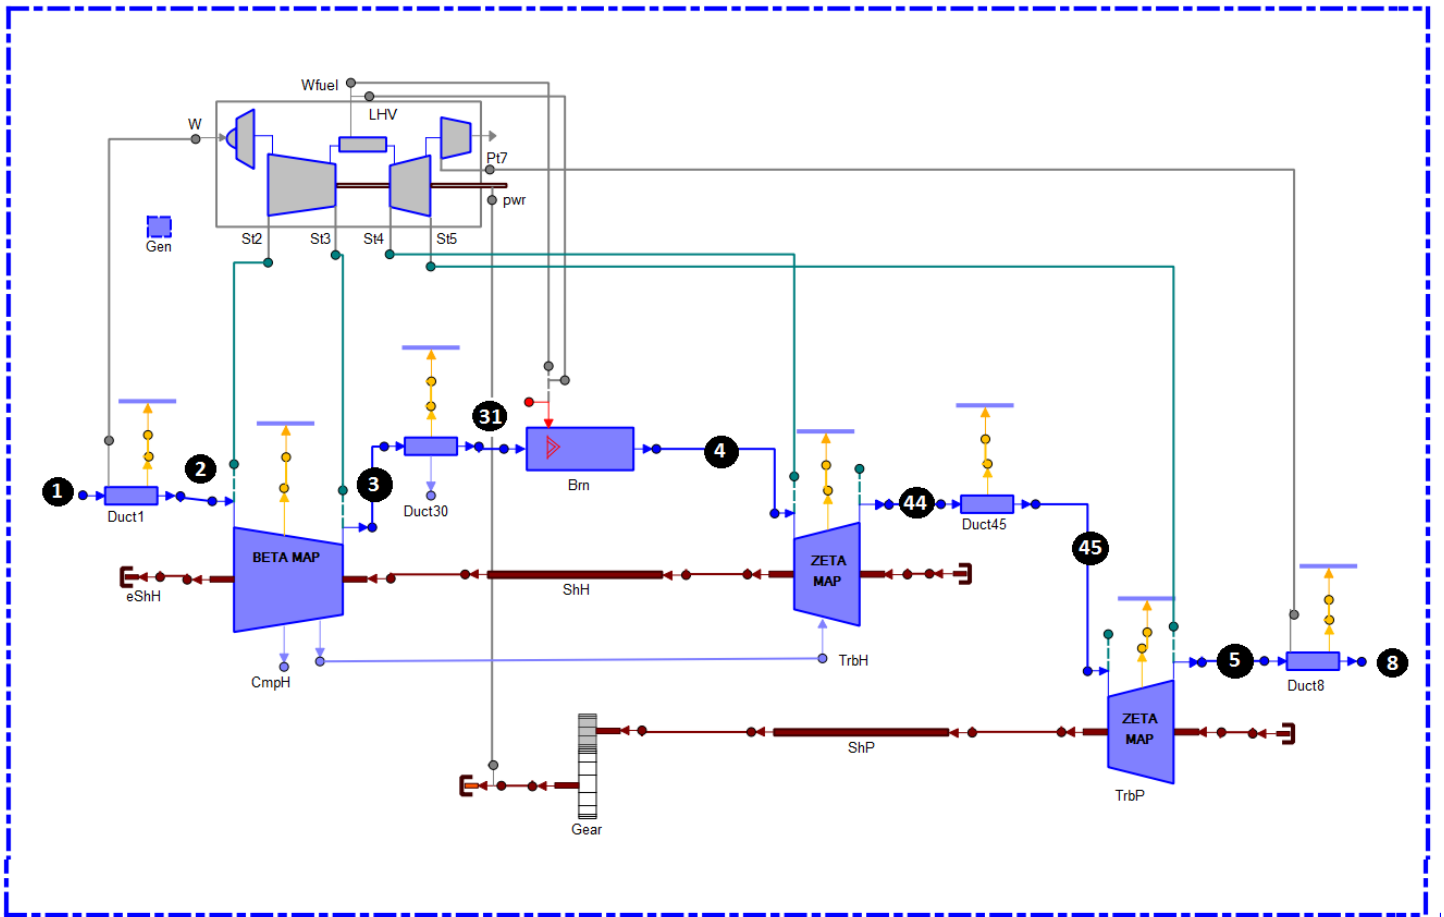 Wfuel
LHV
W
Pt7
pwr
Gen
St2
St3
St4
St5
31
1
2
3
4
44
45
5
8
Duct1
Duct30
Brn
Duct45
BETA MAP
ZETA
MAP
eShH
ShH
CmpH
TrbH
Duct8
ZETA
MAP
ShP
TrbP
Gear